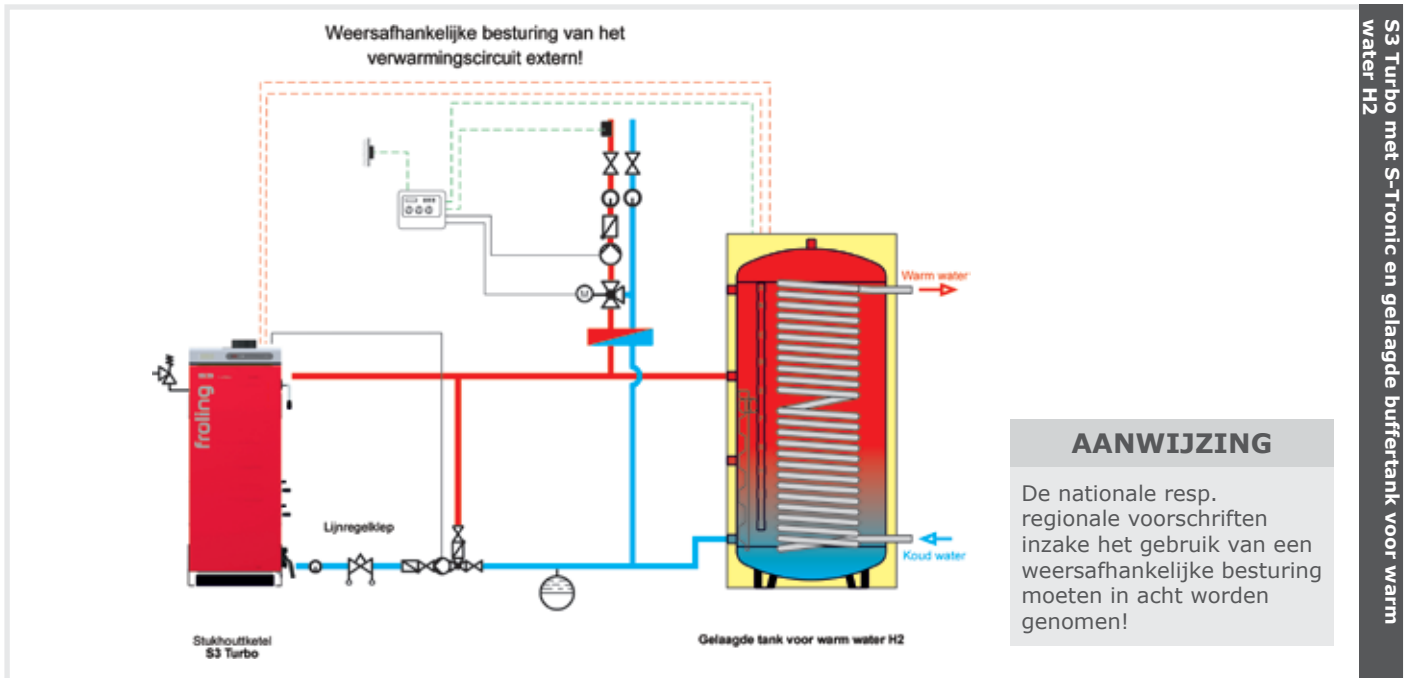 Weersafhankelijke besturing van het
verwarmingscircuit extern!
M
Warm water
froling
Lijnregelklep
Koud water
Stukhoutketel
S3 Turbo
Gelaagde tank voor warm water H2
AANWIJZING
De nationale resp.
regionale voorschriften
inzake het gebruik van een
weersafhankelijke besturing
moeten in acht worden
genomen!
S3 Turbo met S-Tronic en gelaagde buffertank voor warm
water H2